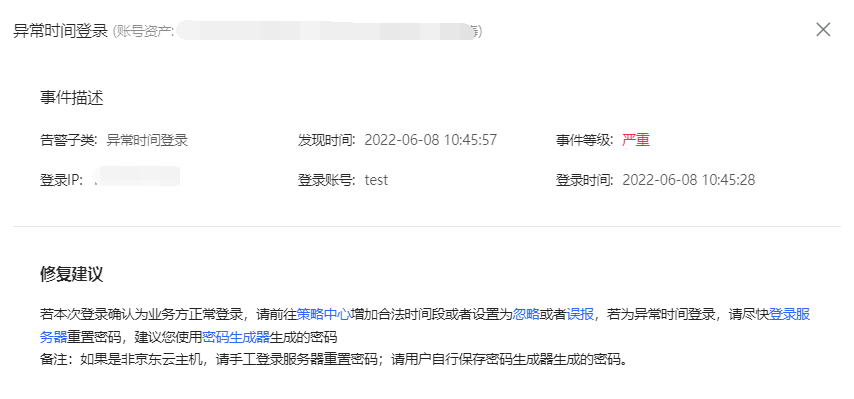 异常时间登录 (账号资产: )
事件描述
告警子类: 异常时间登录 发现时间: 2022-06-08 10:45:57 事件等级: 严重
登录IP: 登录账号: test 登录时间: 2022-06-08 10:45:28
修复建议
若本次登录确认为业务方正常登录，请前往策略中心增加合法时间段或者设置为忽略或者误报，若为异常时间登录，请尽快登录服
务器重置密码，建议您使用密码生成器生成的密码
备注：如果是非京东云主机，请手工登录服务器重置密码；请用户自行保存密码生成器生成的密码。